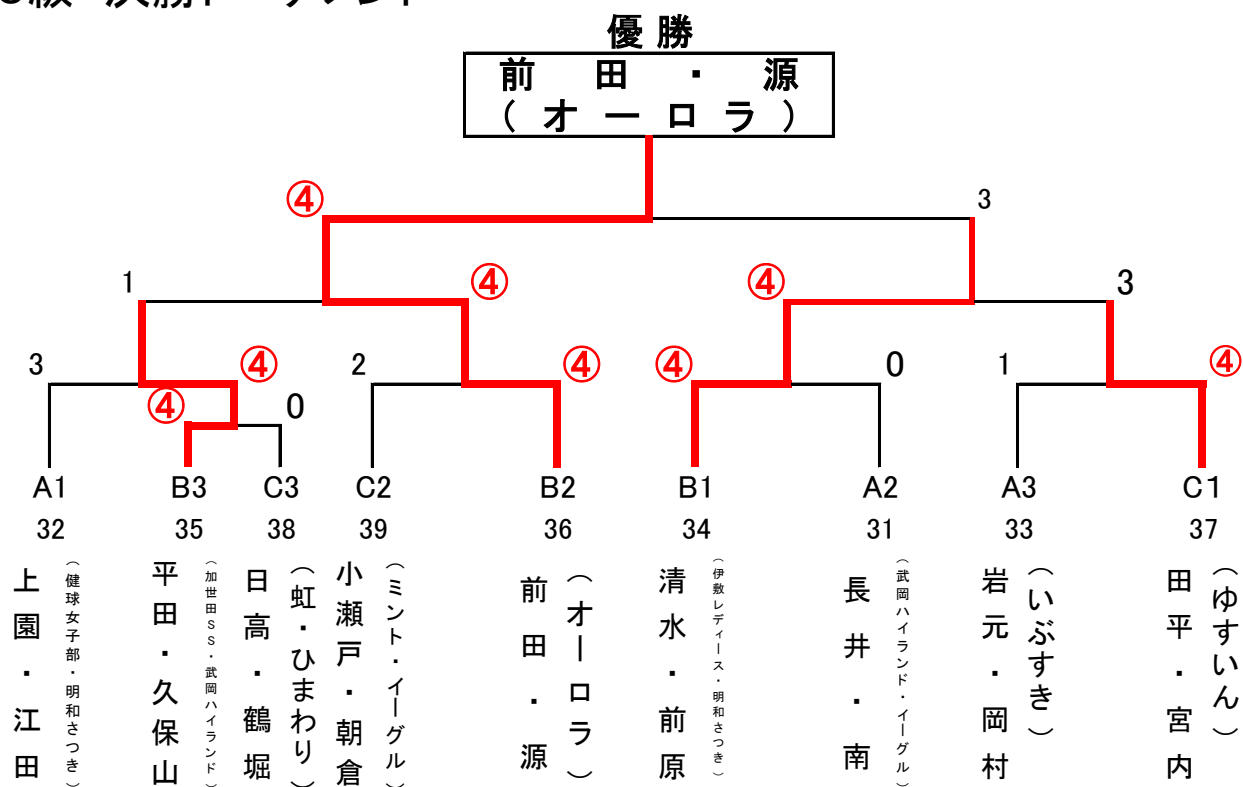 優勝
前田・源
(オーロラ)
④
3
1
④
④
3
3
④
2
④
④
0
1
④
④
0
A1
B3
C3
C2
B2
B1
A2
A3
C1
32
35
38
39
36
34
31
33
37
上園・江田
(健球女子部・明和さつき)
平田・久保山
(加世田SS・武岡ハイランド)
日高・鶴堀
(虹・ひまわり)
小瀬戸・朝倉
(ミント・イーグル)
前田・源
(オーロラ)
清水・前原
(伊敷レディース・明和さつき)
長井・南
(武岡ハイランド・イーグル)
岩元・岡村
(いぶすき)
田平・宮内
(ゆすいん)